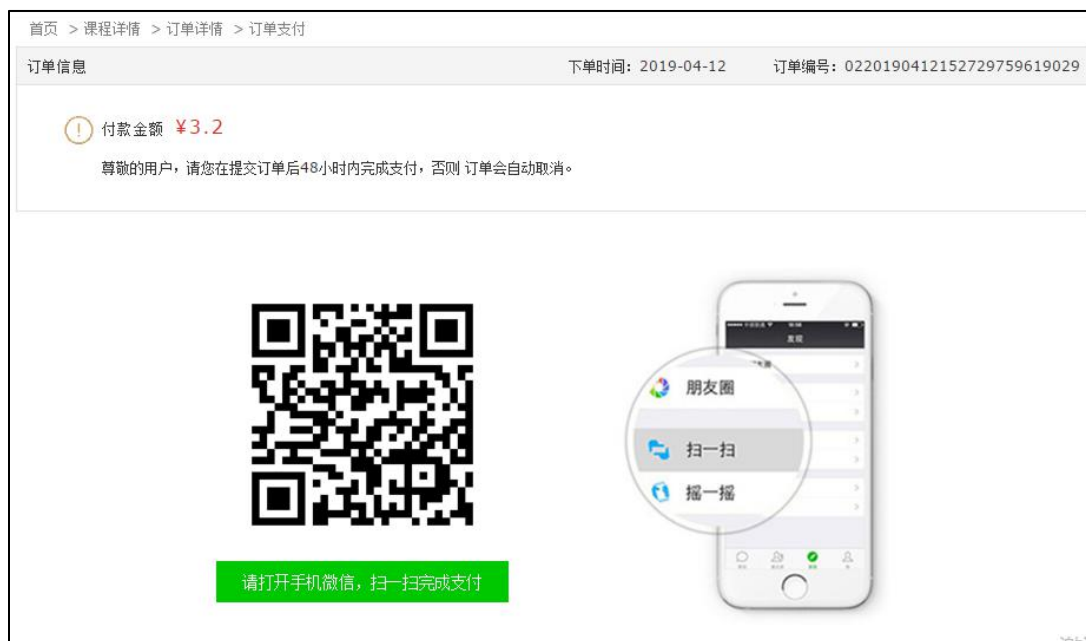 首页 >课程详情 >订单详情 >订单支付
订单信息 下单时间：2019-04-12 订单编号：0220190412152729759619029
付款金额 ¥3.2
尊敬的用户，请您在提交订单后48小时内完成支付，否则 订单会自动取消。
发现
朋友圈
扫一扫
摇一摇
请打开手机微信，扫一扫完成支付